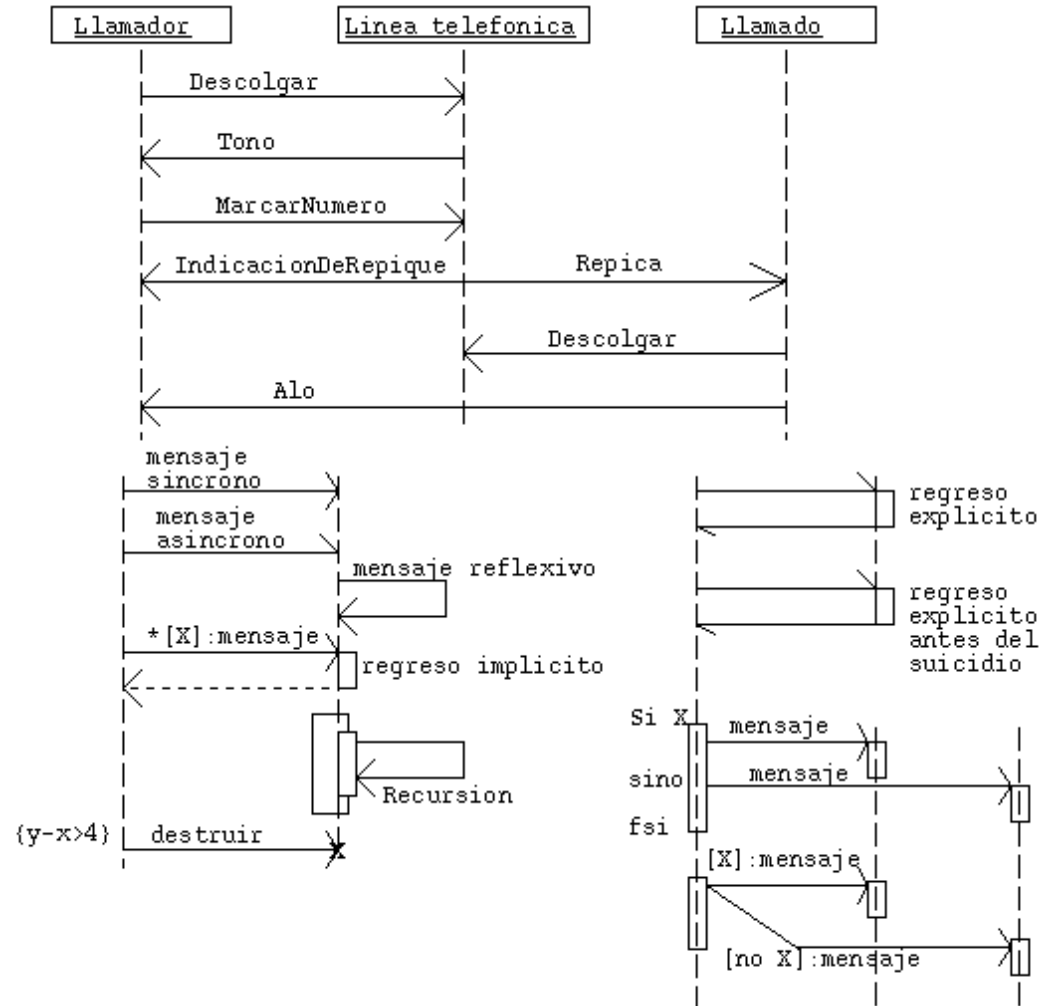 Llamador
Linea telefonica
Llamado
Descolgar
Tono
MarcarNumero
IndicacionDeRepique
Repica
Descolgar
Alo
mensaje
sincrono
mensaje
asincrono
mensaje reflexivo
*[X]:mensaje
regreso implicito
Recursion
{y-x>4}
destruir
X
regreso
explicito
regreso
explicito
antes del
suicidio
Si X
mensaje
sino
mensaje
fsi
[X]:mensaje
[no X]:mensaje